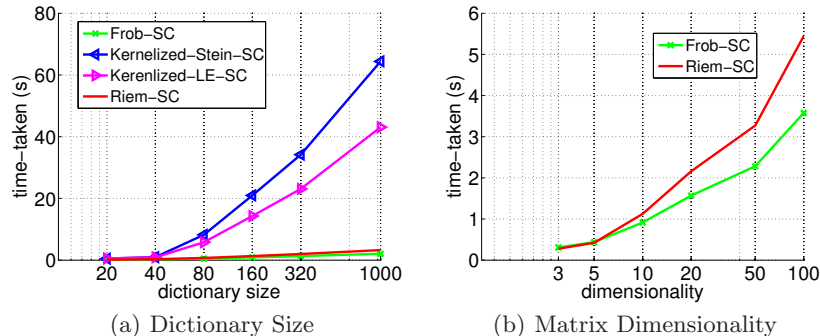 80
60
40
20
0
time−taken (s)
Frob−SC
Kernelized−Stein−SC
Kerenlized−LE−SC
Riem−SC
20 40 80 160 320 1000
dictionary size
(a) Dictionary Size
6
5
4
3
2
1
0
time−taken (s)
Frob−SC
Riem−SC
3 5 10 20 50 100
dimensionality
(b) Matrix Dimensionality